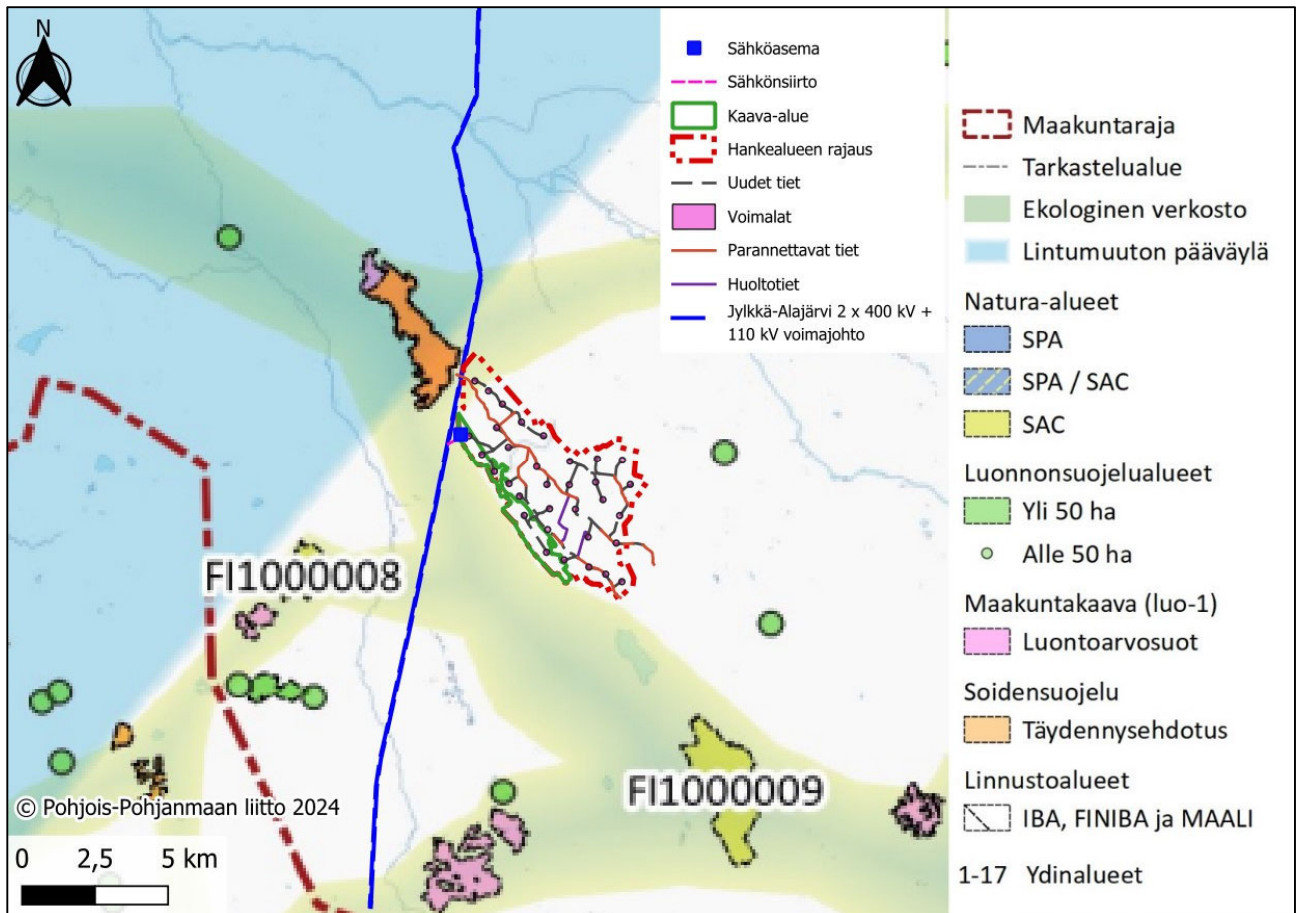 N
Sähköasema
Sähkönsiirto
Kaava-alue
Hankealueen rajaus
Uudet tiet
Voimalat
Parannettavat tiet
Huoltotiet
Jylkkä-Alajärvi 2 x 400 kV +
110 kV voimajohto
Maakuntaraja
Tarkastelualue
Ekologinen verkosto
Lintumuuton pääväylä
Natura-alueet
SPA
SPA / SAC
SAC
Luonnonsuojelualueet
Yli 50 ha
Alle 50 ha
Maakuntakaava (luo-1)
Luontoarvosuot
Soidensuojelu
Täydennysehdotus
Linnustoalueet
IBA, FINIBA ja MAALI
1-17 Ydinalueet
FI1000008
FI1000009
© Pohjois-Pohjanmaan liitto 2024
0 2,5 5 km